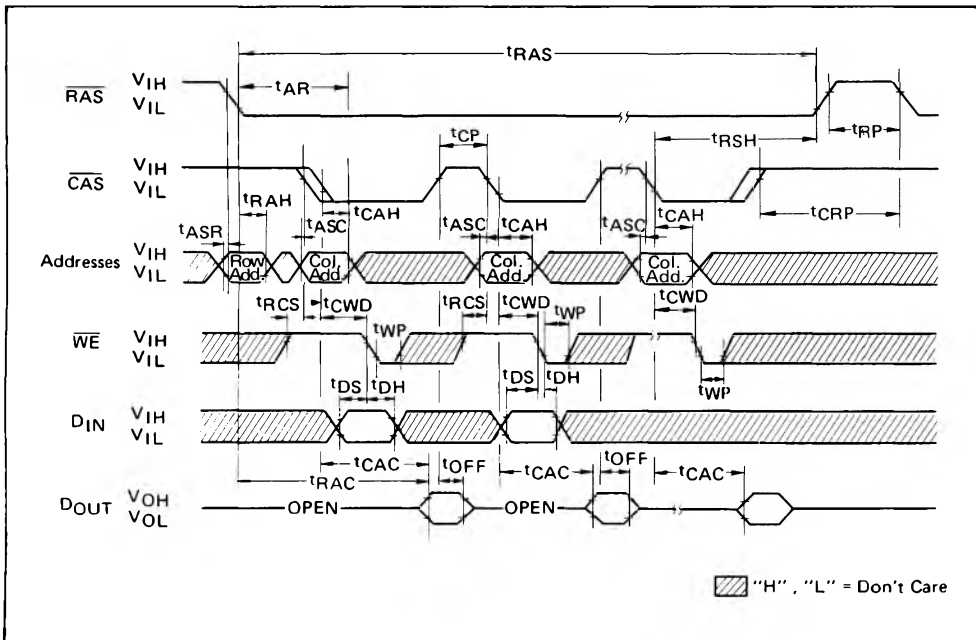 tRAS
tAR
RAS VIH
VIL
tRSH
tRP
tCP
CAS VIH
VIL
tRAH
tASC
tCAH
tASC
tCAH
tASC
tCAH
tCRP
tASR
Addresses VIH
VIL
Row Add.
Col. Add.
Col. Add.
Col. Add.
tRCS
tCWD
tWP
tRCS
tCWD
tWP
tCWD
WE VIH
VIL
tWP
tDS
tDH
tDS
tDH
DIN VIH
VIL
tCAC
tOFF
tCAC
tOFF
tCAC
tRAC
DOUT VOH
VOL
OPEN
OPEN
"H", "L" = Don't Care